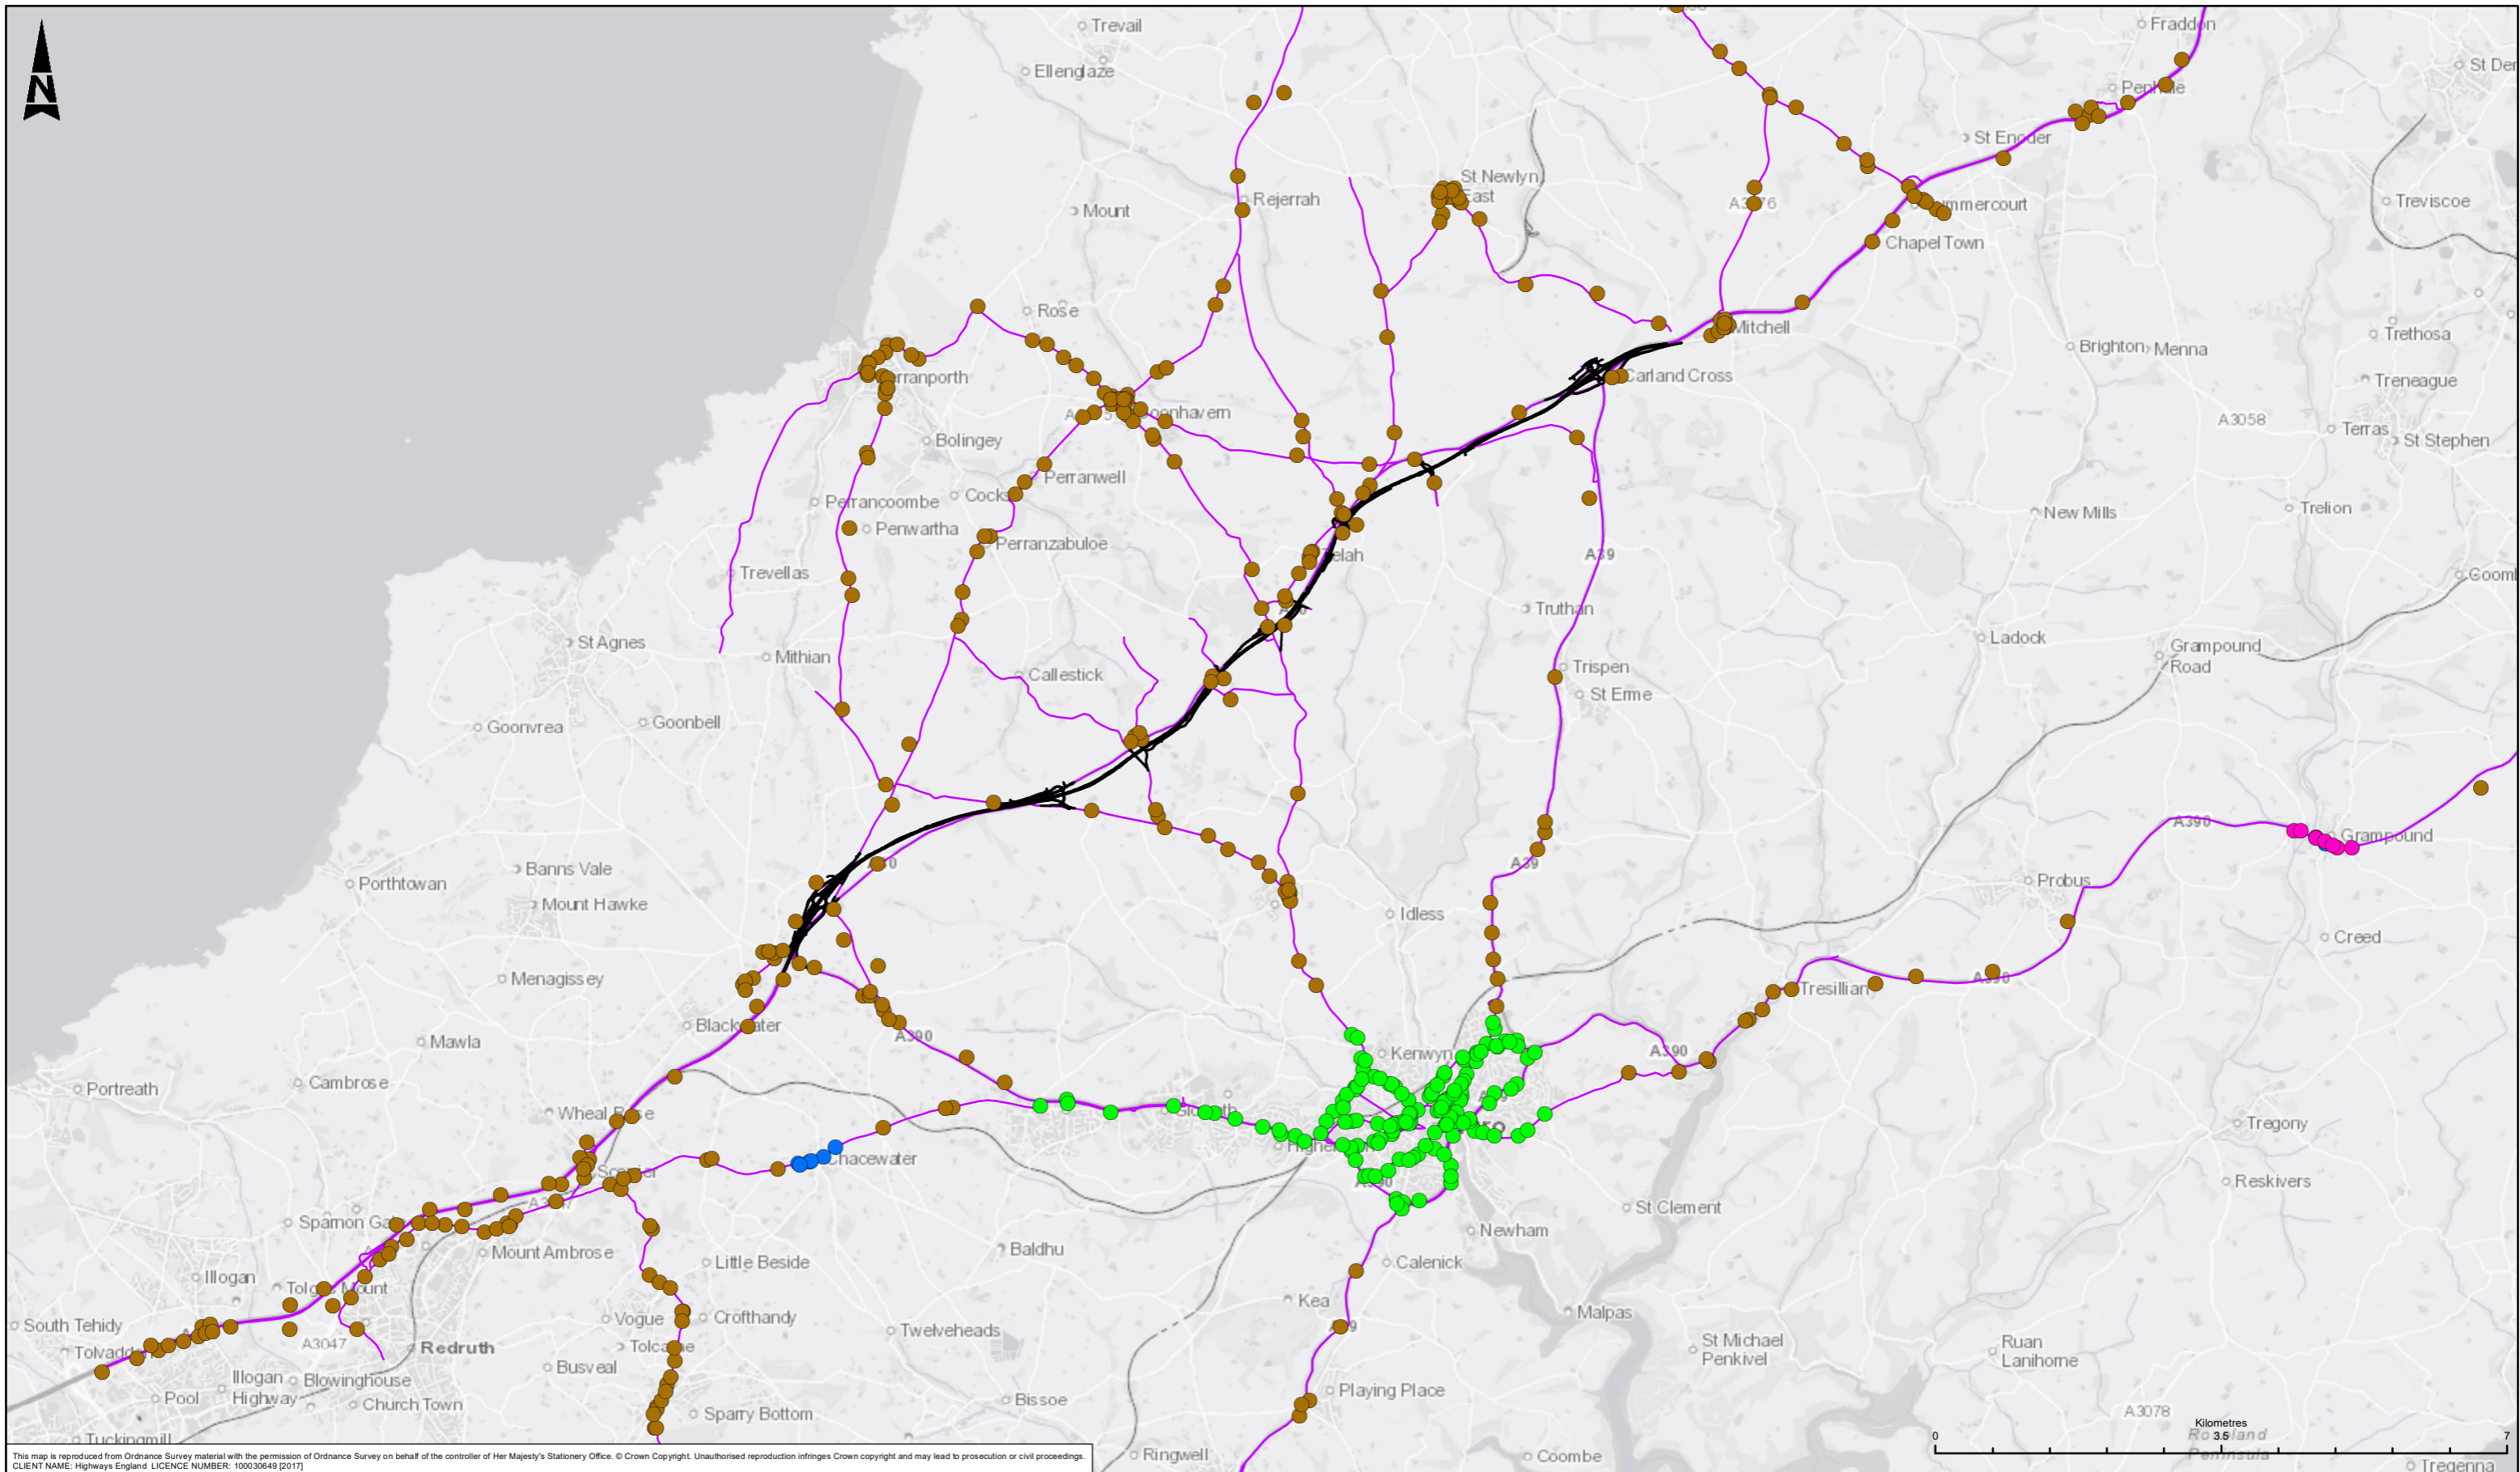 Trevail
Fraddon
Ellenglaze
N
St Enoder
St Newlyn
East
Rejerrah
Mount
Treviscoe
Chapel Town
Rose
Mitchell
Trethosa
Brighton
Menna
Carland Cross
Treneague
A3058
Bolingey
Terras
St Stephen
Perranwell
Perrancoombe
New Mills
Trelion
Penwartha
Perranzabuloe
A39
Trevellas
Truthan
St Agnes
Ladock
Grampound
Road
Mithian
Trispen
Callestick
St Erme
Goonvrea
Goonbell
A390
Grampound
Banns Vale
A39
Porthtowan
Probus
Mount Hawke
Idless
Creed
Menagissey
A390
Tresillian
A390
Mawla
Kenwyn
A390
Portreath
Cambrose
Tregony
Reskivers
St Clement
Newham
Mount Ambrose
Baldhu
Little Beside
Calenick
Illogan
Kea
Malpas
South Tehidy
Vogue
Crofthandy
Twelveheads
A3047
Redruth
St Michael
Penkivel
Ruan
Lanihorne
Busveal
Illogan
Highway
Blowinghouse
Pool
Church Town
Playing Place
Bissoe
Sparry Bottom
A3078
Kilometres
0 3.5 7
Tuckingmill
Ringwell
Coombe
Peninsula
Tregenna
This map is reproduced from Ordnance Survey material with the permission of Ordnance Survey on behalf of the controller of Her Majesty's Stationery Office. © Crown Copyright. Unauthorised reproduction infringes Crown copyright and may lead to prosecution or civil proceedings.
CLIENT NAME: Highways England LICENCE NUMBER: 100030649 [2017]